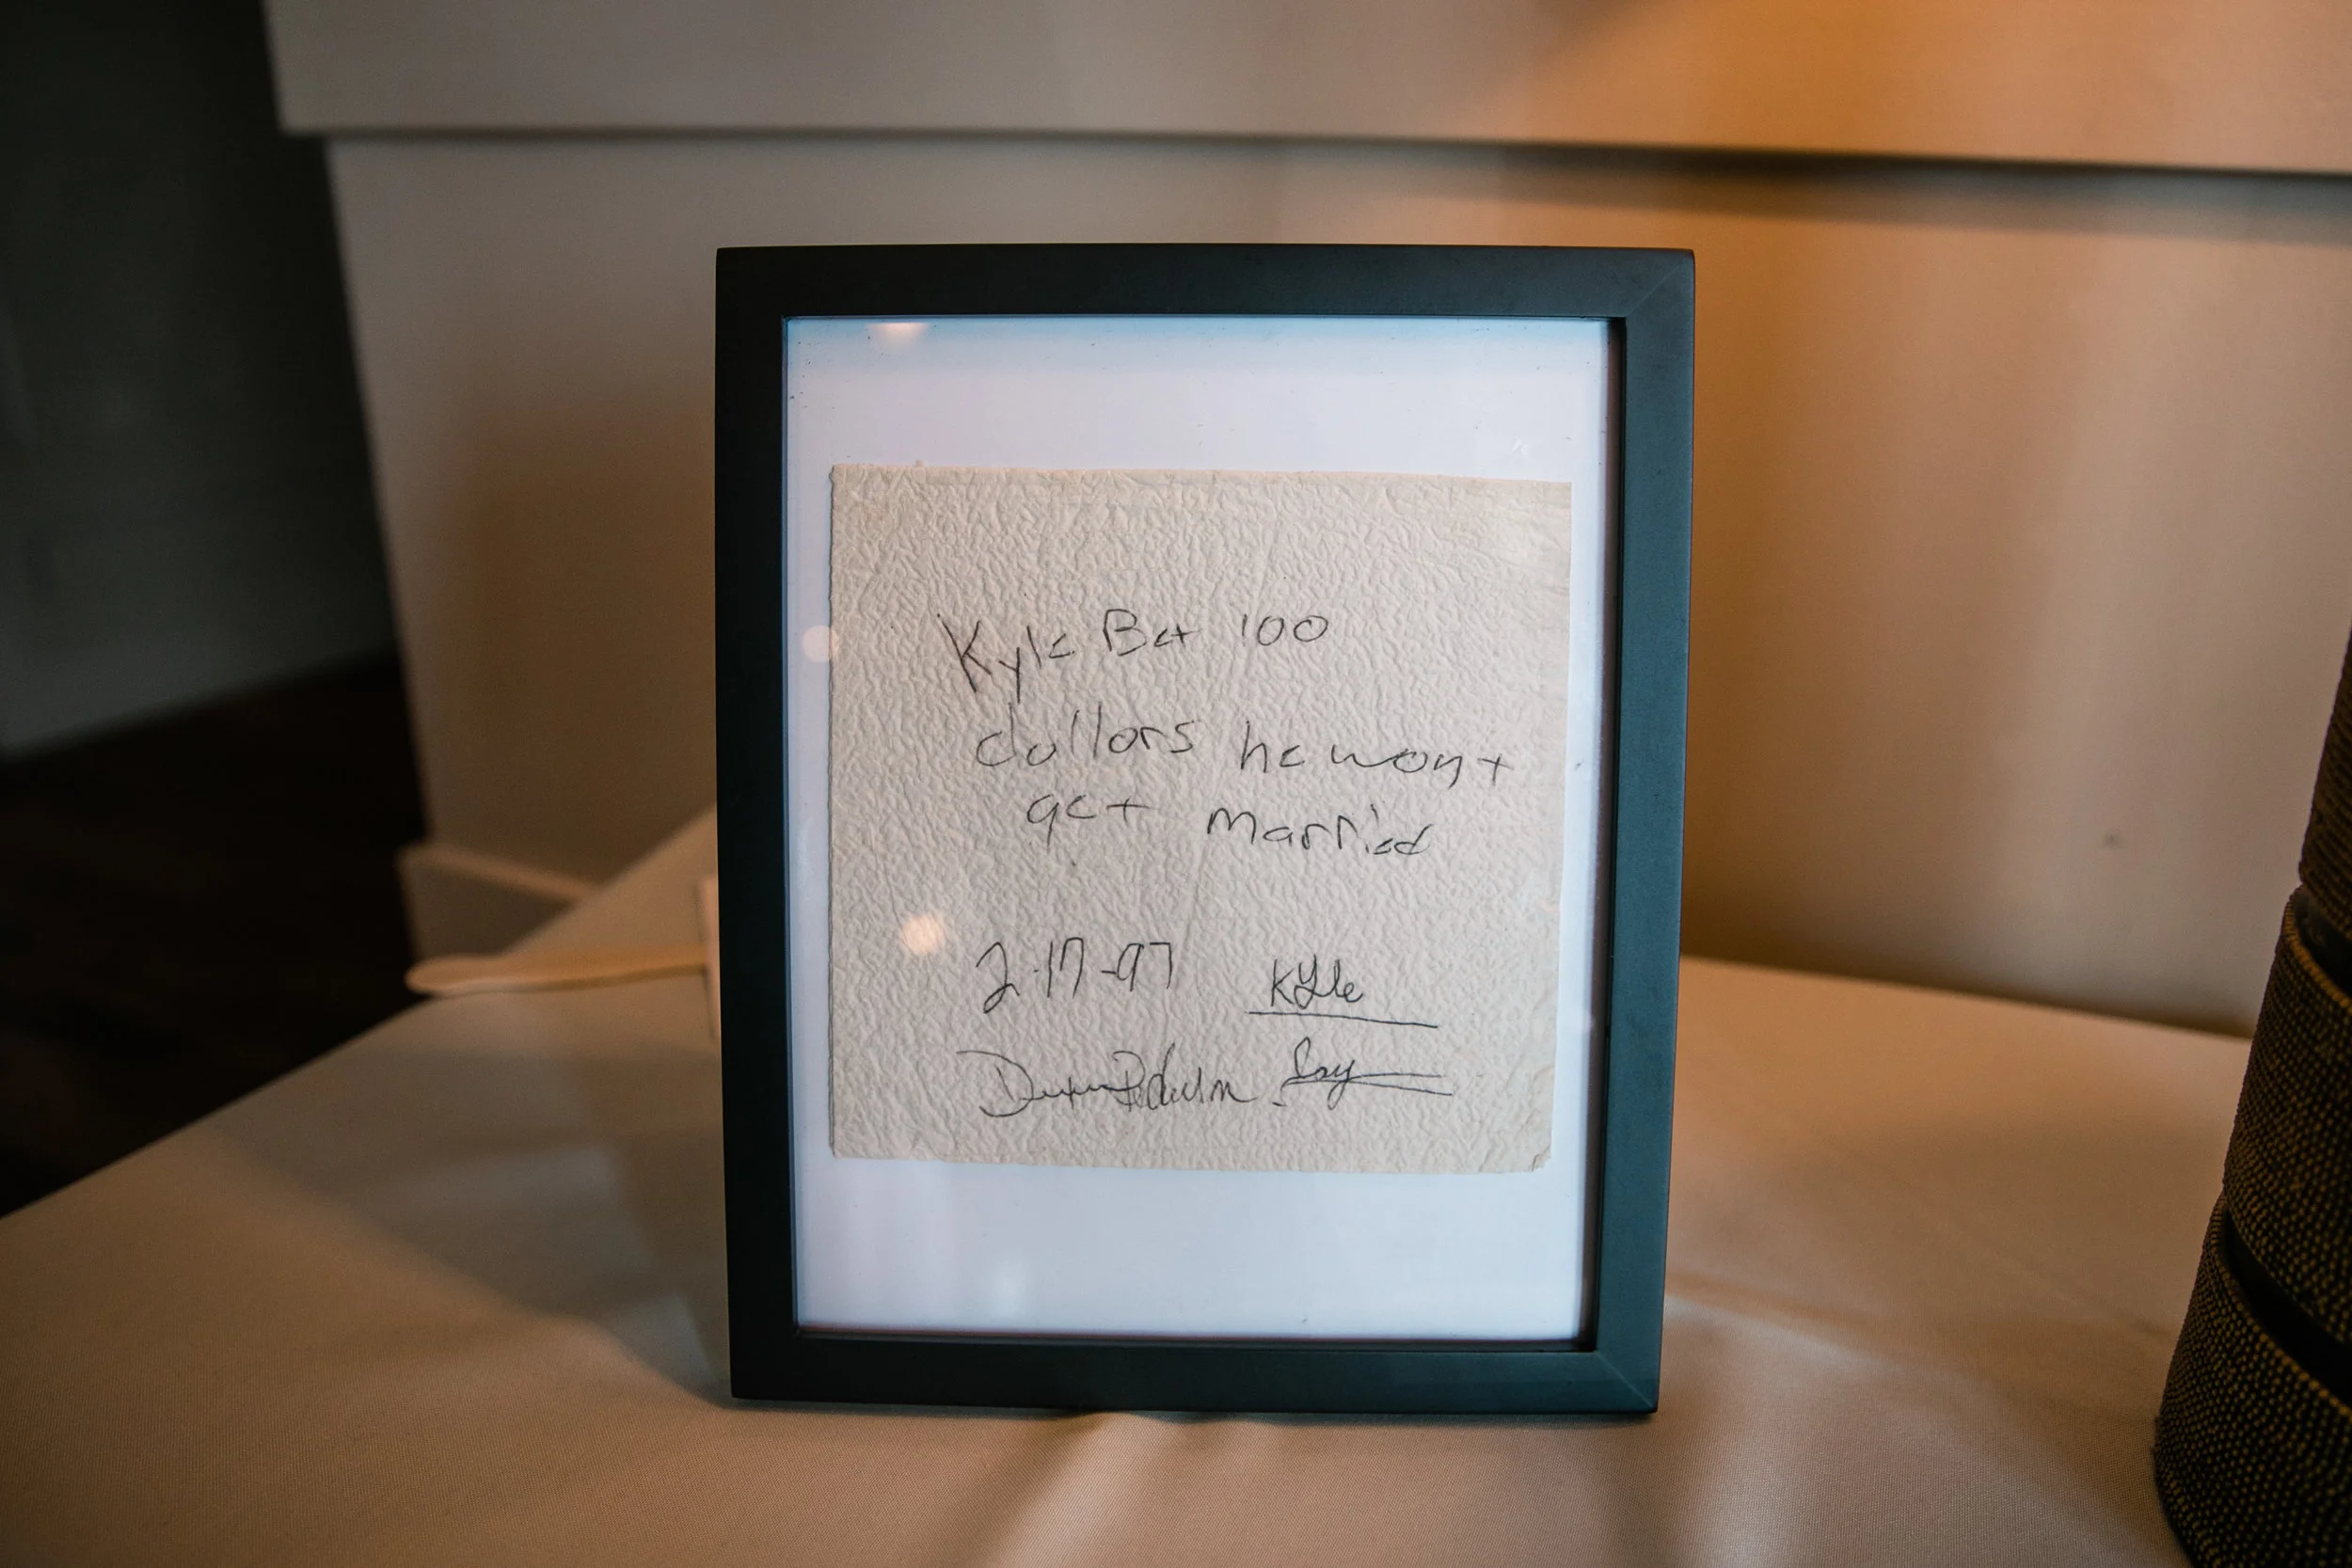 Kyle Bet 100
dollars he wont
get married
2-17-97 Kyle